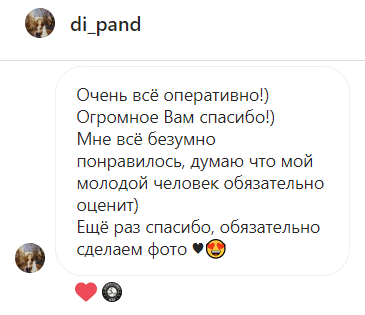 di_pand
Очень всё оперативно!)
Огромное Вам спасибо!)
Мне всё безумно
понравилось, думаю что мой
молодой человек обязательно
оценит)
Ещё раз спасибо, обязательно
сделаем фото ♥😍